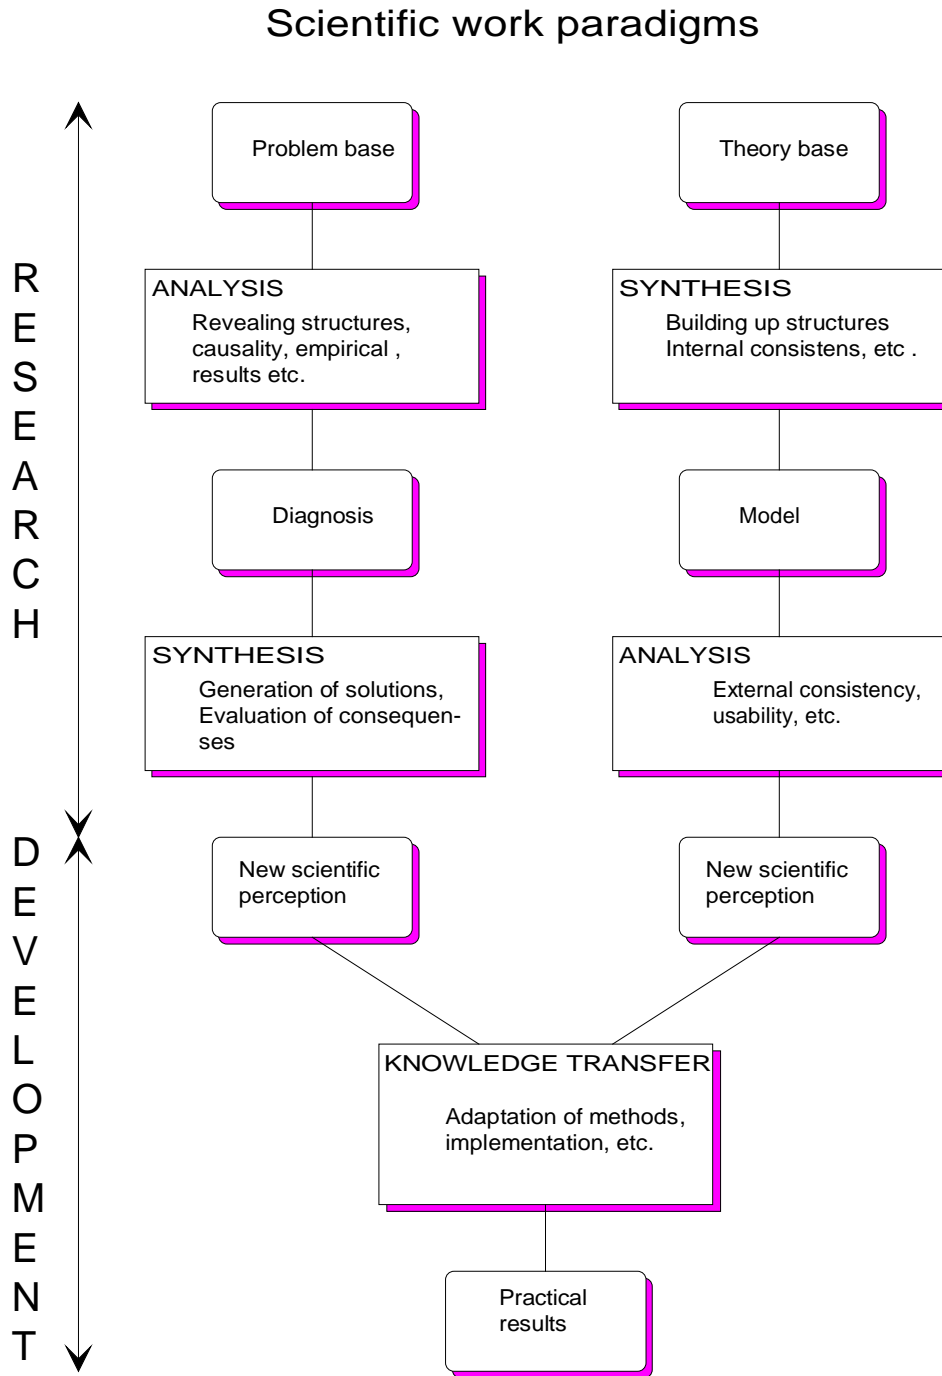 Scientific work paradigms
RESEARCH
DEVELOPMENT
Problem base
ANALYSIS
Revealing structures,
causality, empirical ,
results etc.
Diagnosis
SYNTHESIS
Generation of solutions,
Evaluation of consequen-
ses
New scientific
perception
Theory base
SYNTHESIS
Building up structures
Internal consistens, etc .
Model
ANALYSIS
External consistency,
usability, etc.
New scientific
perception
KNOWLEDGE TRANSFER
Adaptation of methods,
implementation, etc.
Practical
results